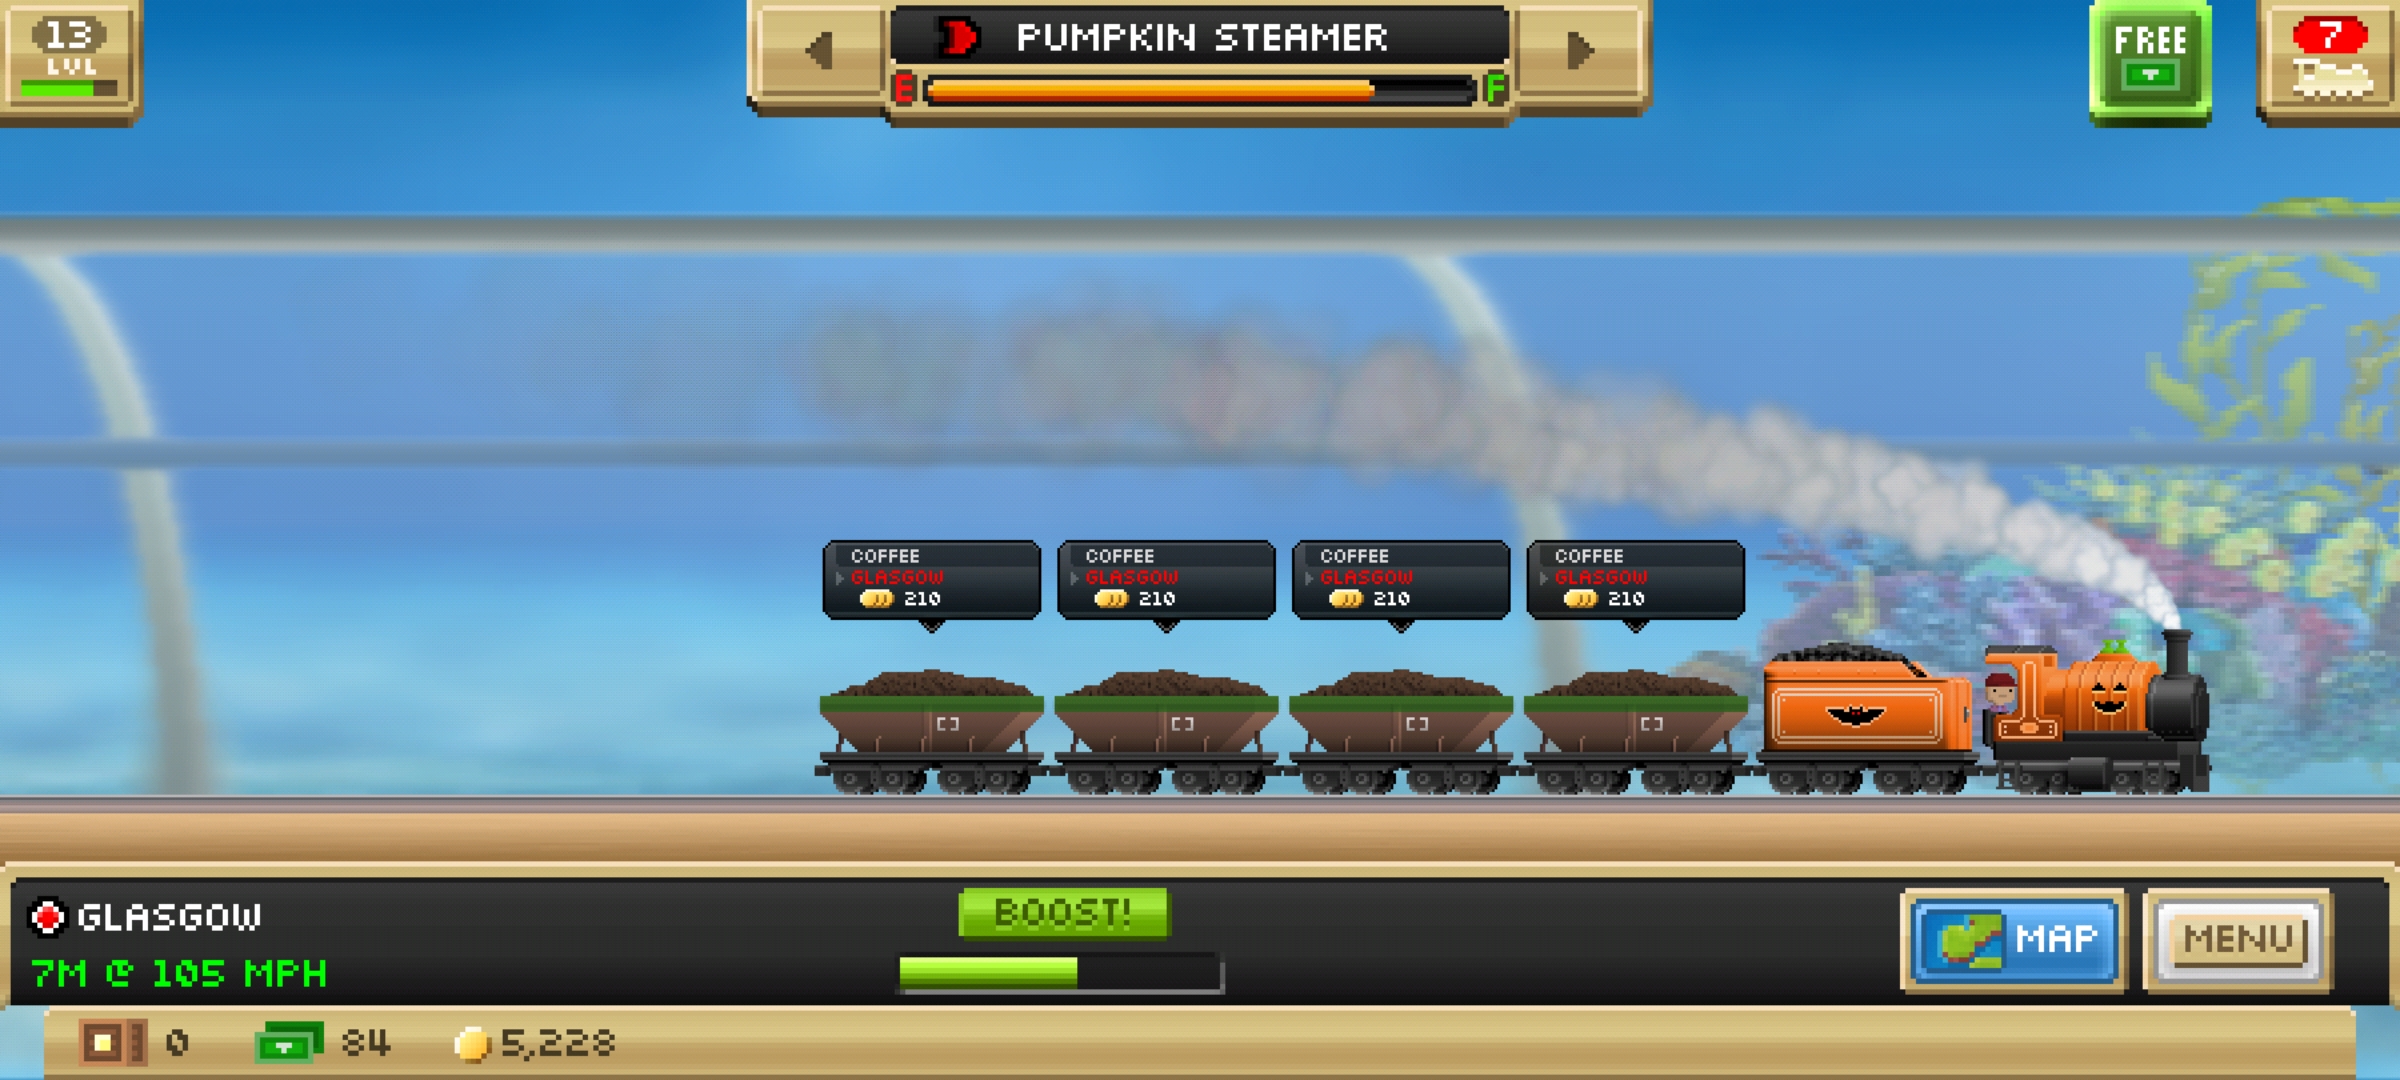 13
LVL
PUMPKIN STEAMER
E F
FREE
7
COFFEE
GLASGOW
210
COFFEE
GLASGOW
210
COFFEE
GLASGOW
210
COFFEE
GLASGOW
210
GLASGOW
7M @ 105 MPH
BOOST!
MAP
MENU
0
84
5,228